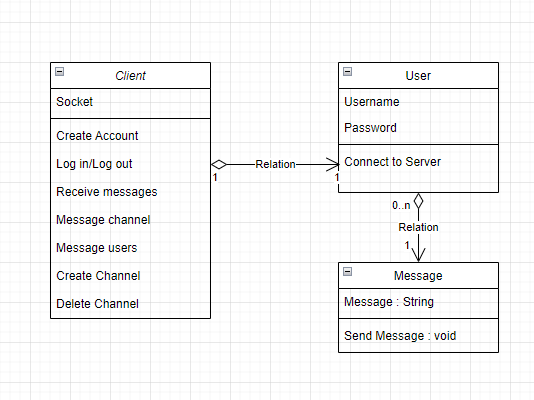 Client
Socket
Create Account
Log in/Log out
Receive messages
Message channel
Message users
Create Channel
Delete Channel
Relation
1
1
User
Username
Password
Connect to Server
0..n
Relation
1
Message
Message : String
Send Message : void